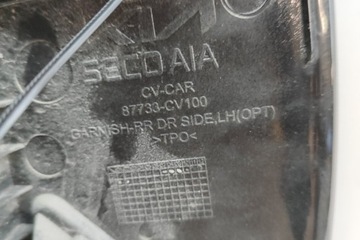 SECO AIA
CV-CAR
87733-CV100
GARNISH-RR DR SIDE,LH(OPT)
>TPO<